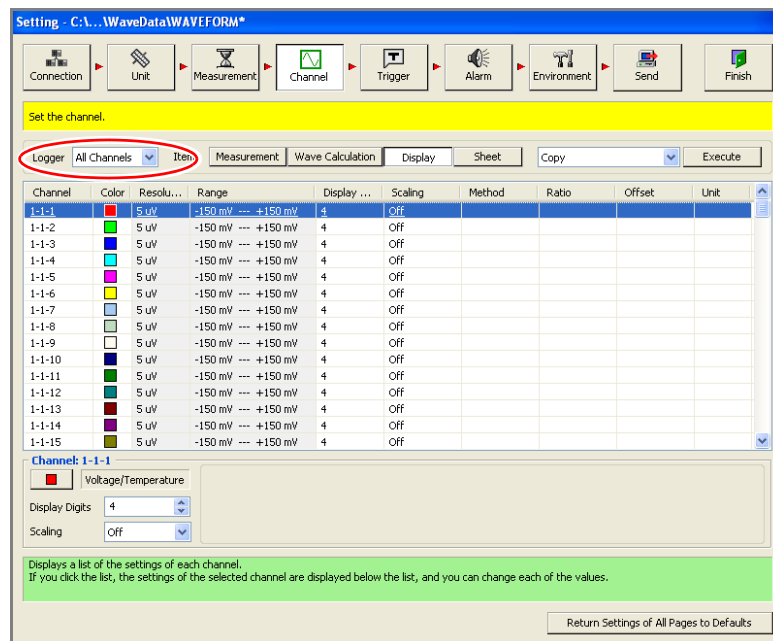 Setting - C:\...\WaveData\WAVEFORM*
Connection Unit Measurement Channel Trigger Alarm Environment Send Finish
Set the channel.
Logger All Channels Item Measurement Wave Calculation Display Sheet Copy Execute
Channel Color Resolu... Range Display ... Scaling Method Ratio Offset Unit
1-1-1 5 uV -150 mV --- +150 mV 4 Off
1-1-2 5 uV -150 mV --- +150 mV 4 Off
1-1-3 5 uV -150 mV --- +150 mV 4 Off
1-1-4 5 uV -150 mV --- +150 mV 4 Off
1-1-5 5 uV -150 mV --- +150 mV 4 Off
1-1-6 5 uV -150 mV --- +150 mV 4 Off
1-1-7 5 uV -150 mV --- +150 mV 4 Off
1-1-8 5 uV -150 mV --- +150 mV 4 Off
1-1-9 5 uV -150 mV --- +150 mV 4 Off
1-1-10 5 uV -150 mV --- +150 mV 4 Off
1-1-11 5 uV -150 mV --- +150 mV 4 Off
1-1-12 5 uV -150 mV --- +150 mV 4 Off
1-1-13 5 uV -150 mV --- +150 mV 4 Off
1-1-14 5 uV -150 mV --- +150 mV 4 Off
1-1-15 5 uV -150 mV --- +150 mV 4 Off
Channel: 1-1-1
Voltage/Temperature
Display Digits 4
Scaling Off
Displays a list of the settings of each channel.
If you click the list, the settings of the selected channel are displayed below the list, and you can change each of the values.
Return Settings of All Pages to Defaults